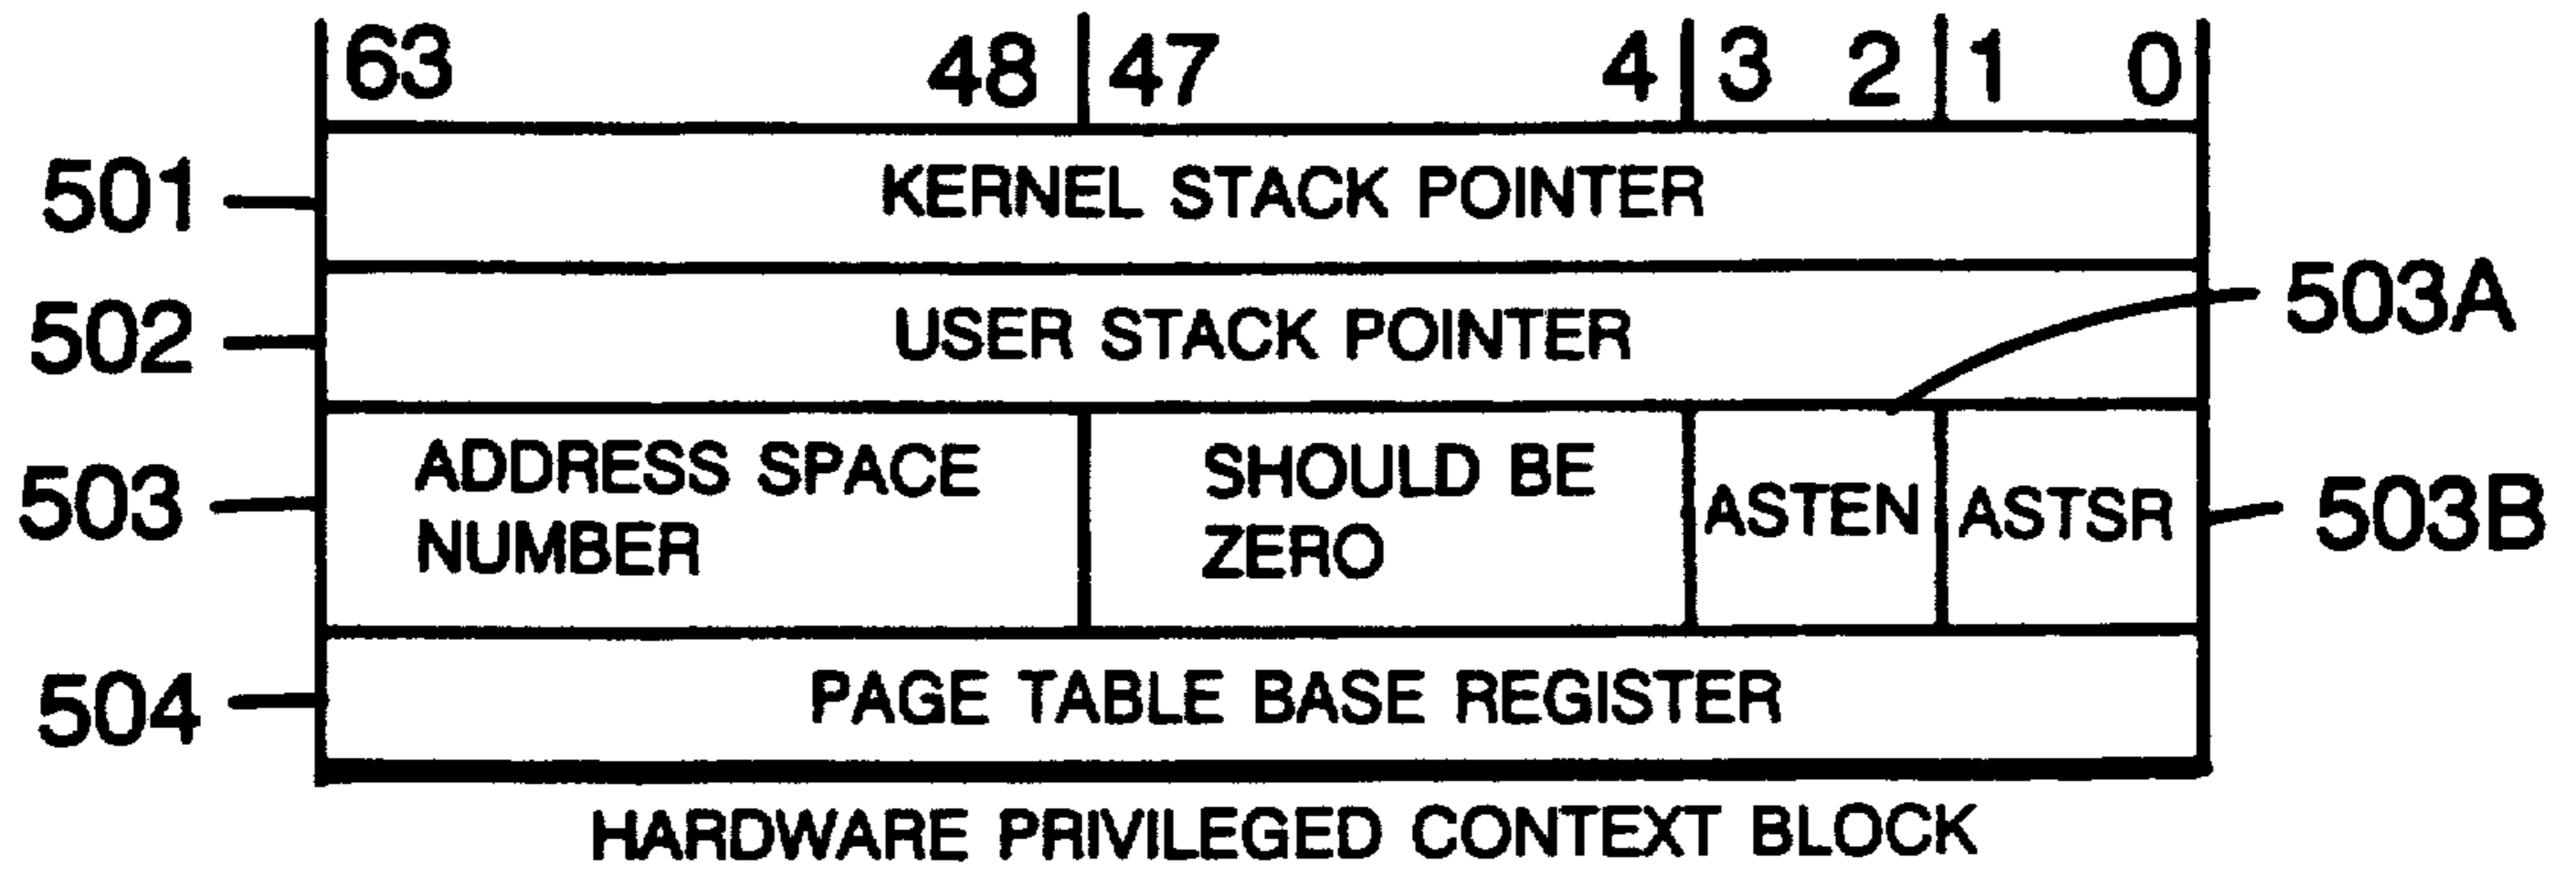 63 48 47 4 3 2 1 0
501 KERNEL STACK POINTER
502 USER STACK POINTER 503A
503 ADDRESS SPACE NUMBER SHOULD BE ZERO ASTEN ASTSR 503B
504 PAGE TABLE BASE REGISTER
HARDWARE PRIVILEGED CONTEXT BLOCK